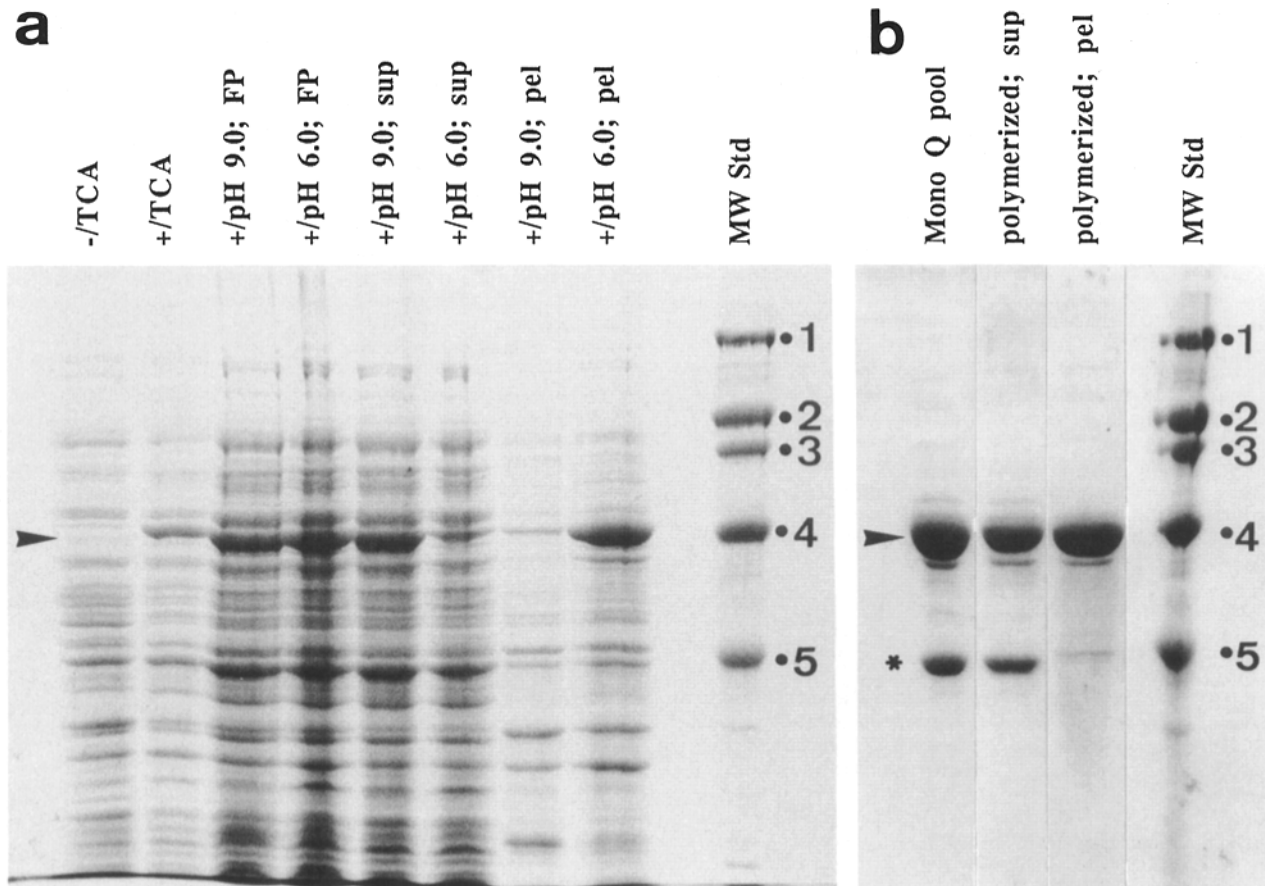 a
-/TCA
+/TCA
+/pH 9.0; FP
+/pH 6.0; FP
+/pH 9.0; sup
+/pH 6.0; sup
+/pH 9.0; pel
+/pH 6.0; pel
MW Std
•1
•2
•3
•4
•5
b
Mono Q pool
polymerized; sup
polymerized; pel
MW Std
•1
•2
•3
•4
•5
*